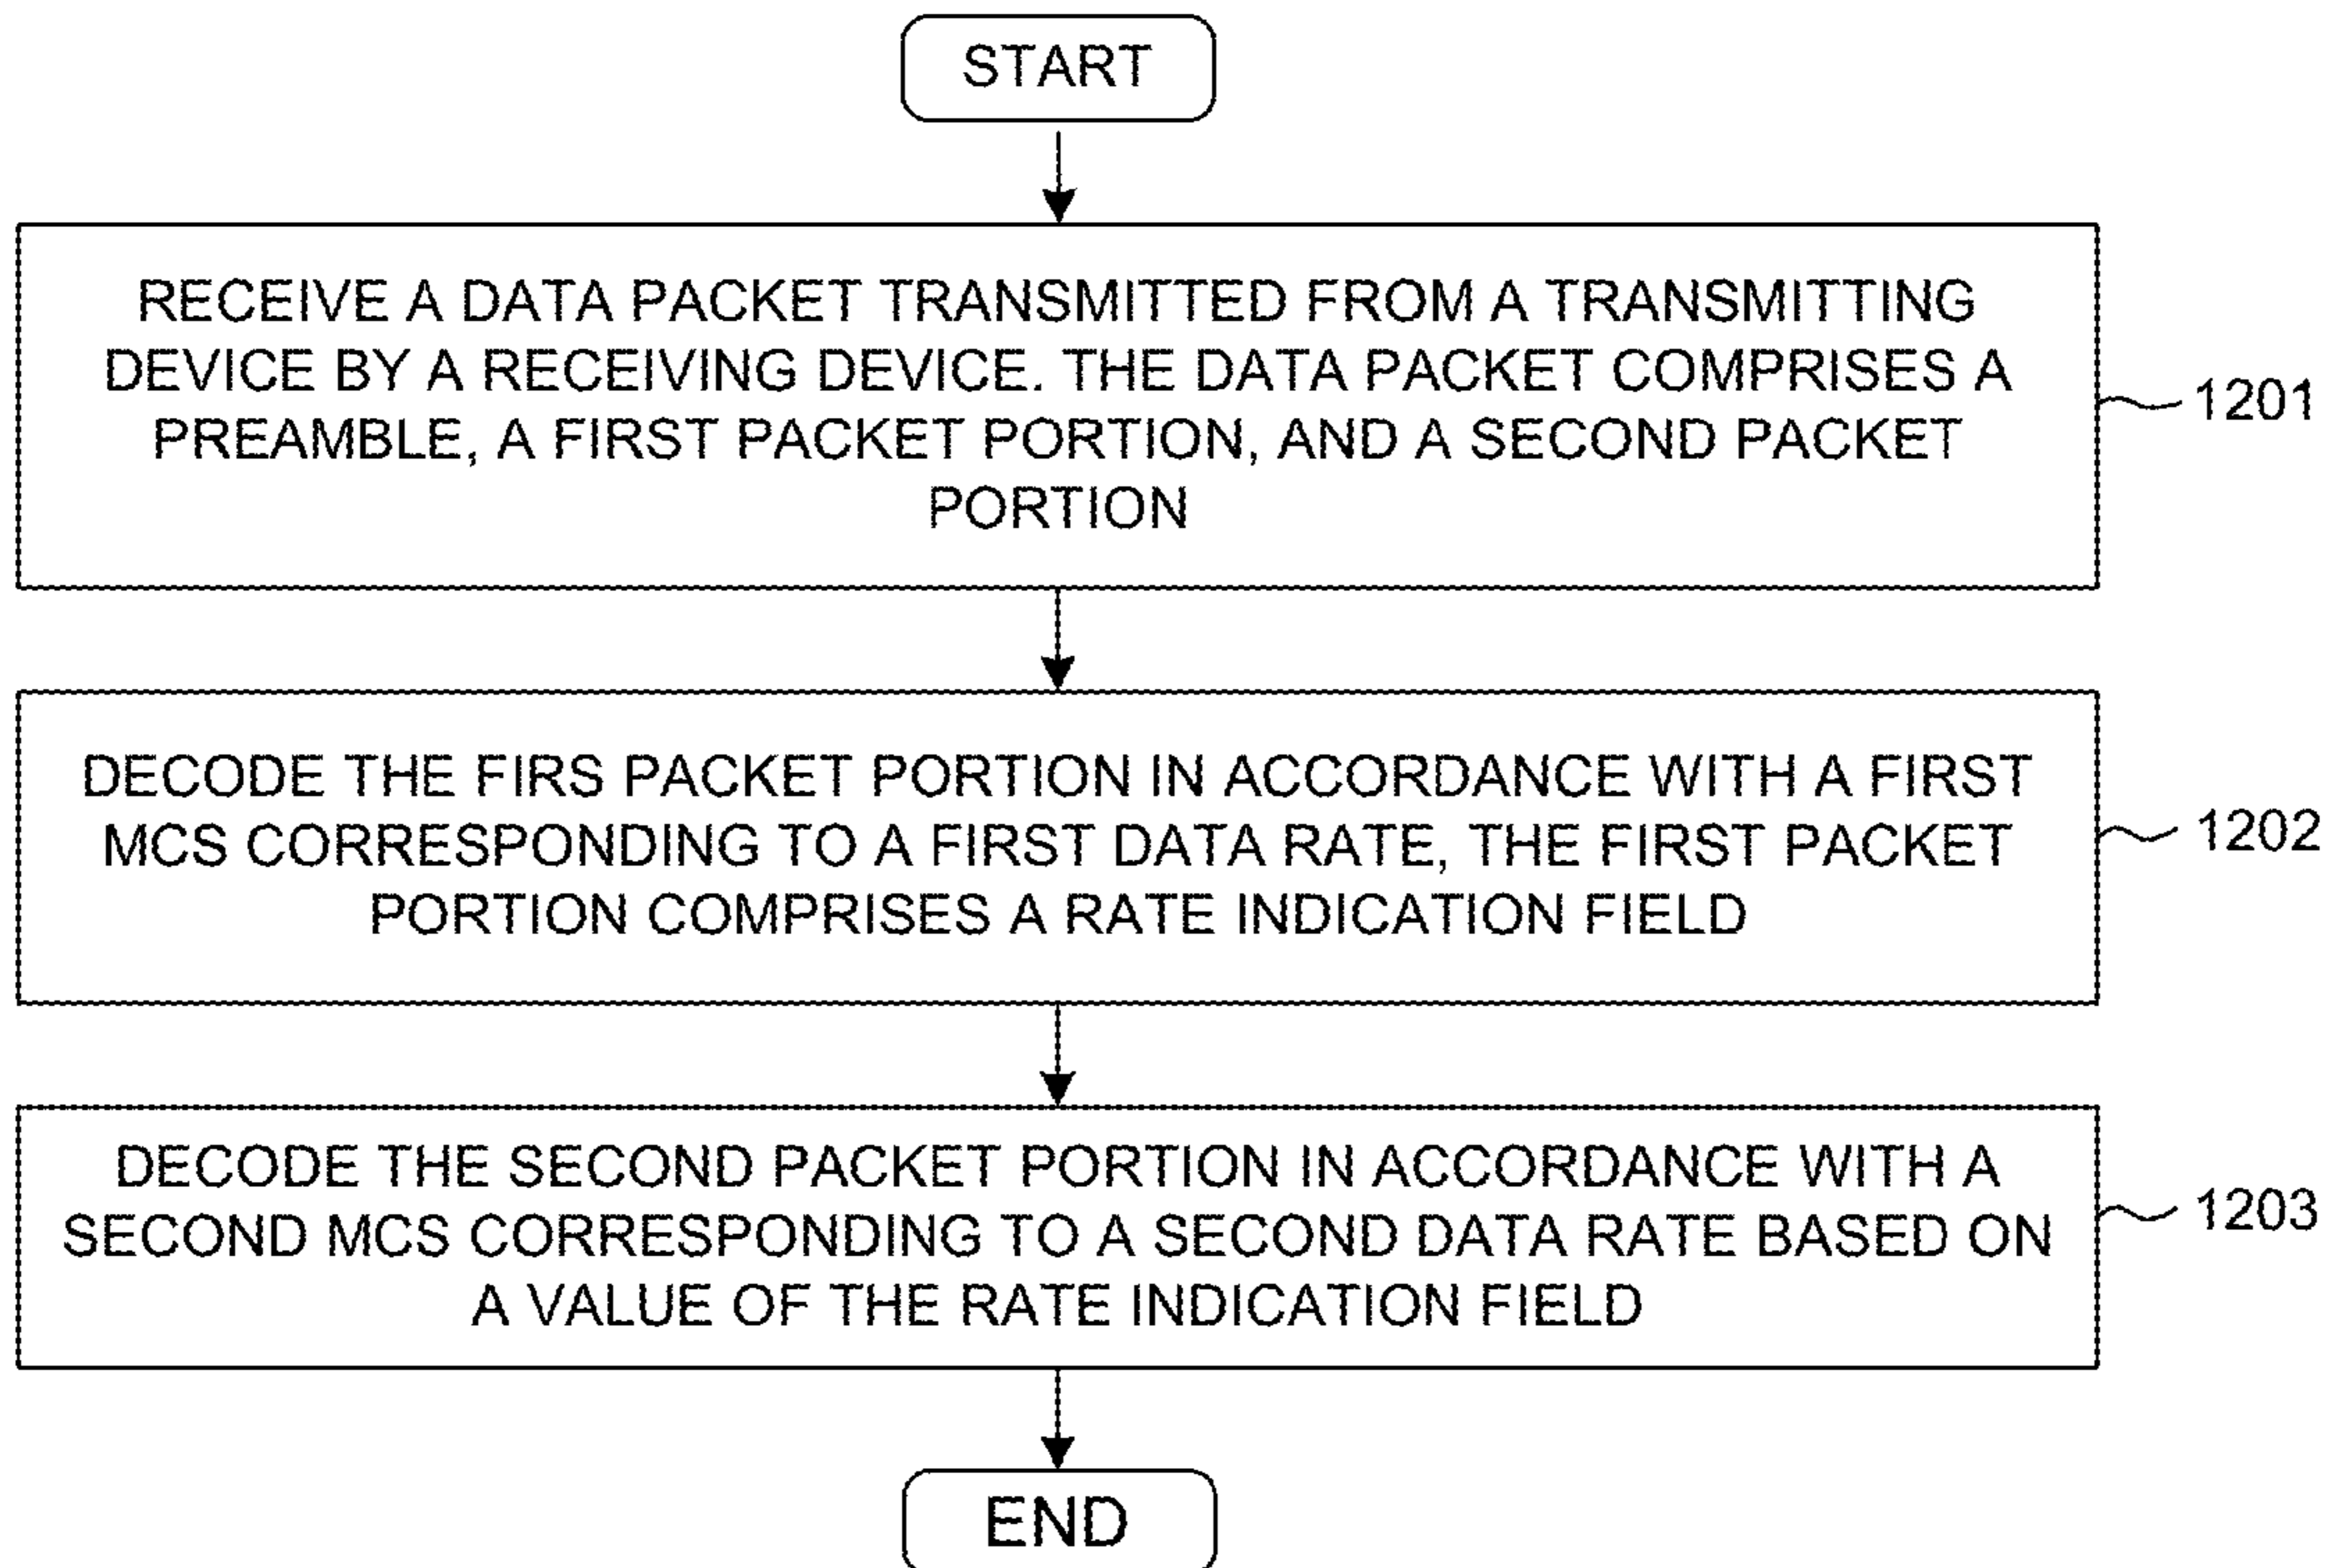 START
RECEIVE A DATA PACKET TRANSMITTED FROM A TRANSMITTING
DEVICE BY A RECEIVING DEVICE. THE DATA PACKET COMPRISES A
PREAMBLE, A FIRST PACKET PORTION, AND A SECOND PACKET
PORTION
1201
DECODE THE FIRS PACKET PORTION IN ACCORDANCE WITH A FIRST
MCS CORRESPONDING TO A FIRST DATA RATE, THE FIRST PACKET
PORTION COMPRISES A RATE INDICATION FIELD
1202
DECODE THE SECOND PACKET PORTION IN ACCORDANCE WITH A
SECOND MCS CORRESPONDING TO A SECOND DATA RATE BASED ON
A VALUE OF THE RATE INDICATION FIELD
1203
END